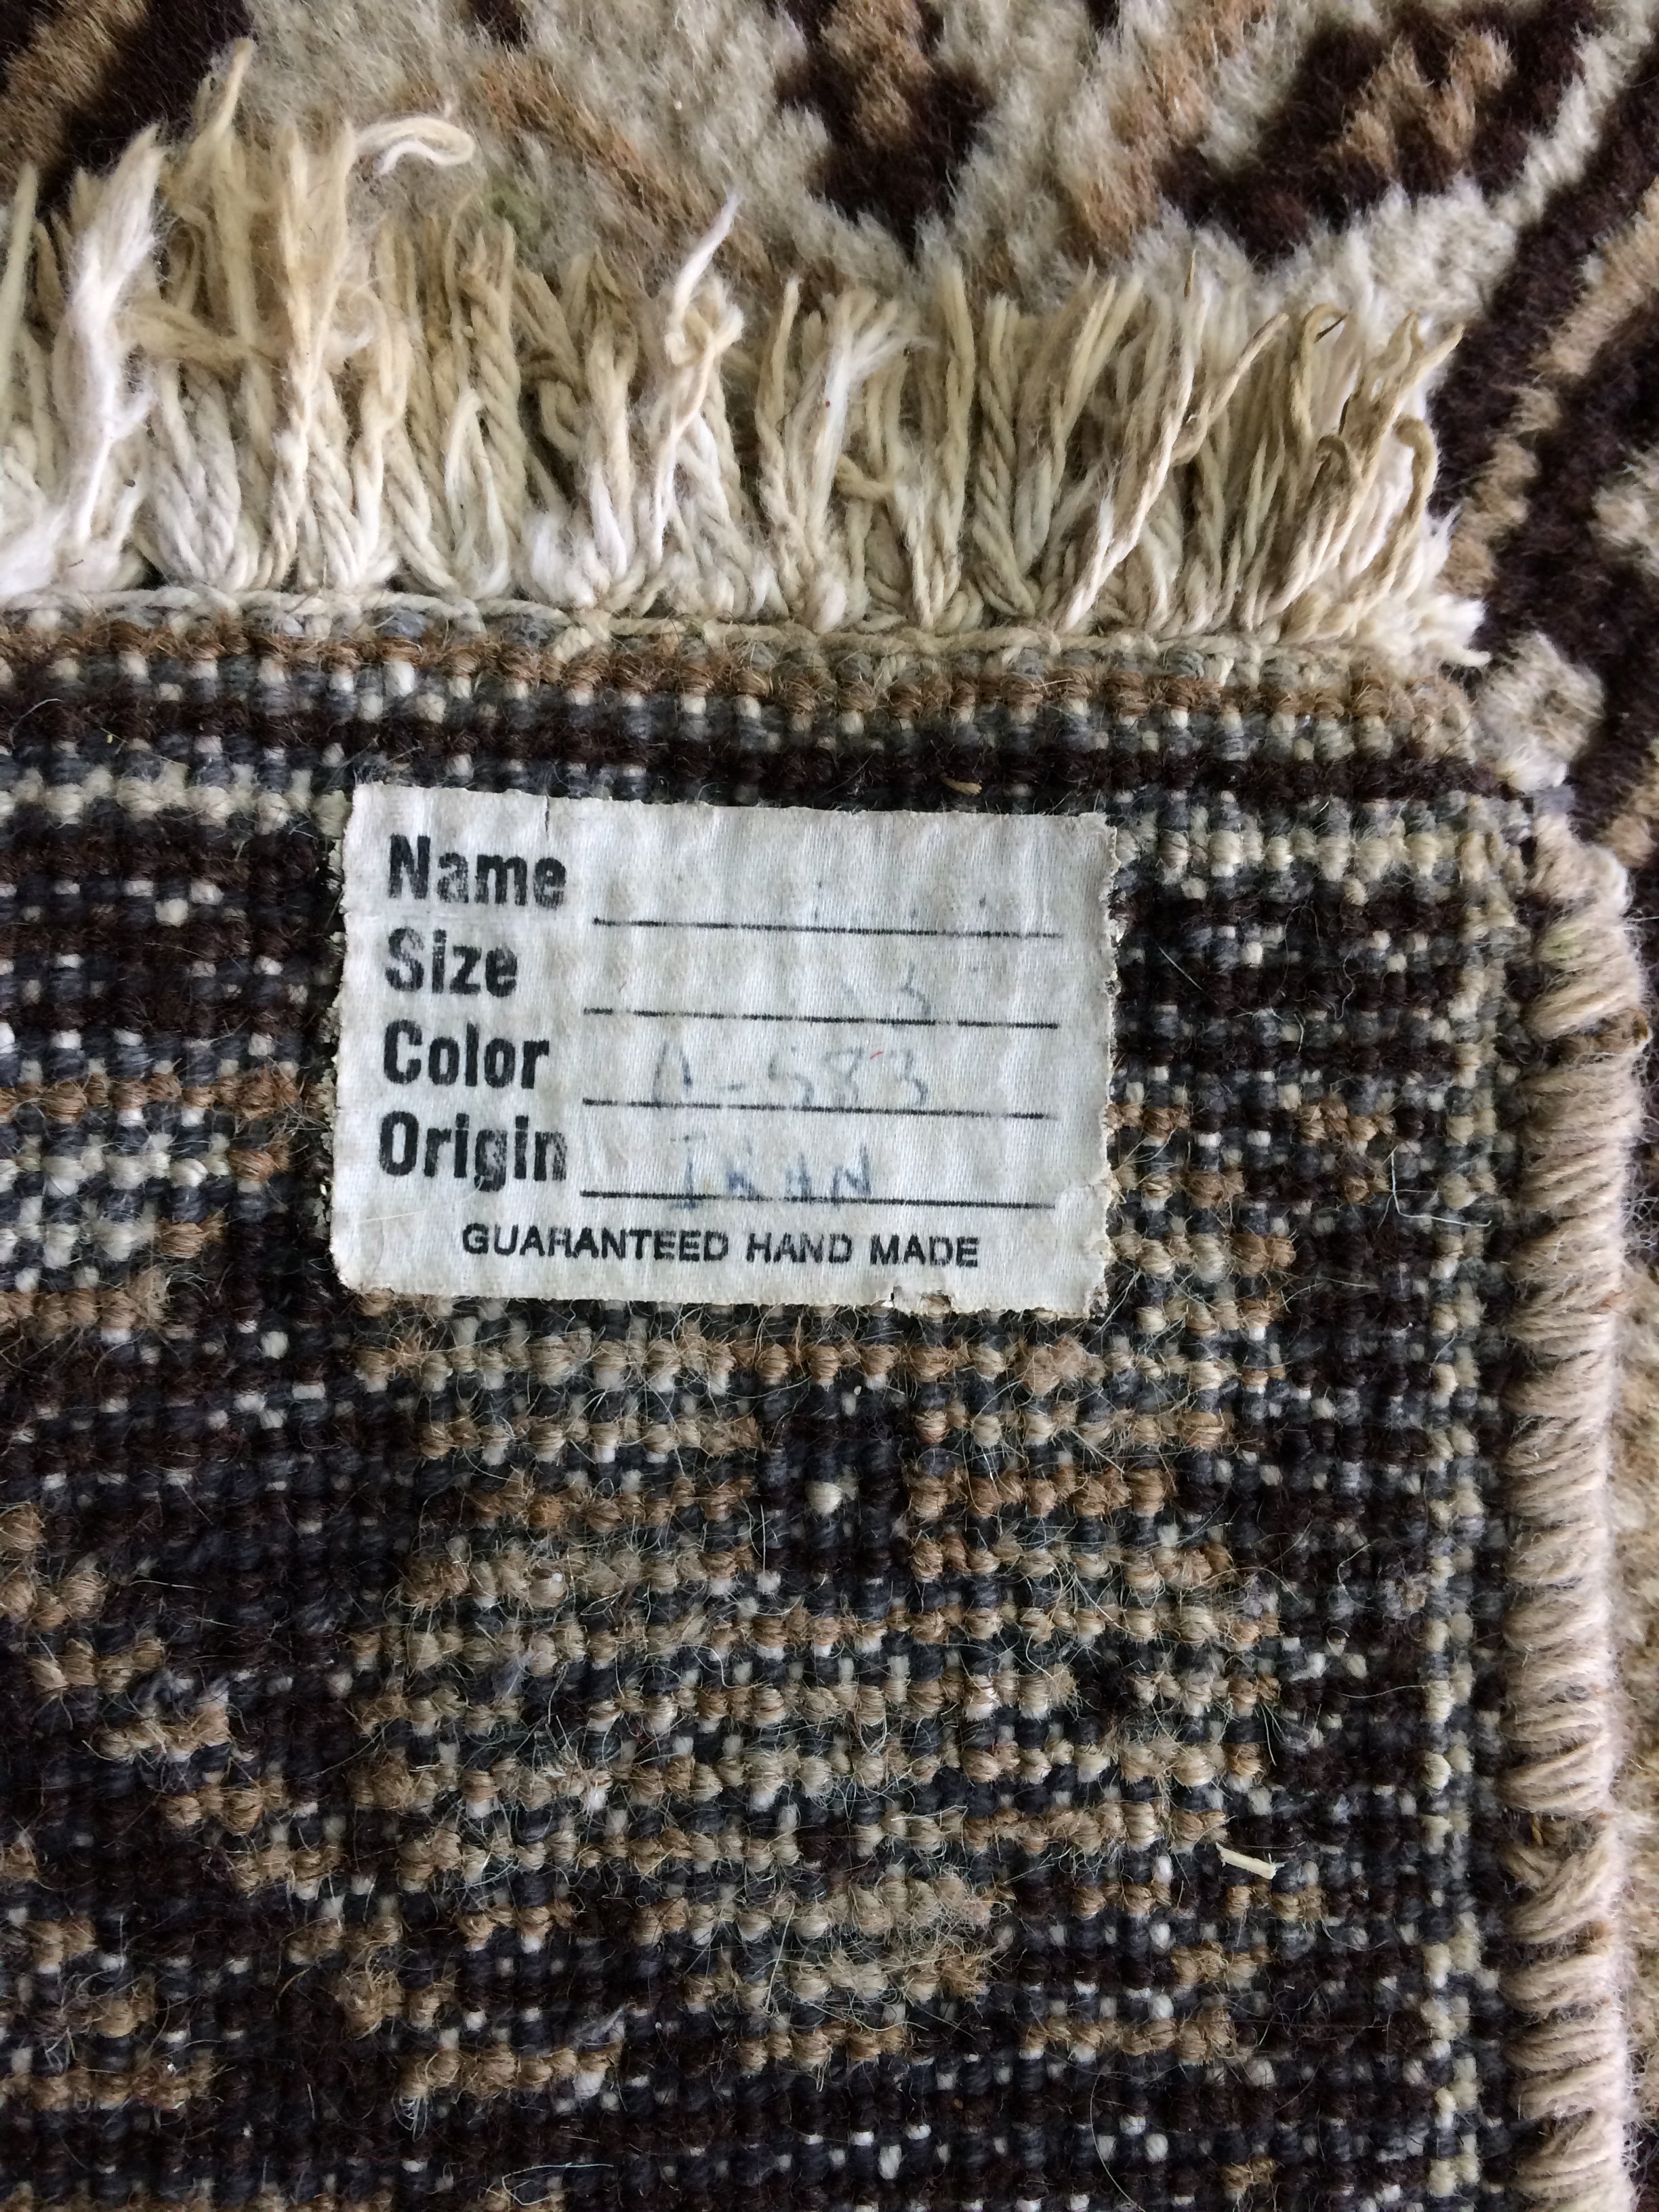 Name
Size
Color A-583
Origin IRAN
GUARANTEED HAND MADE